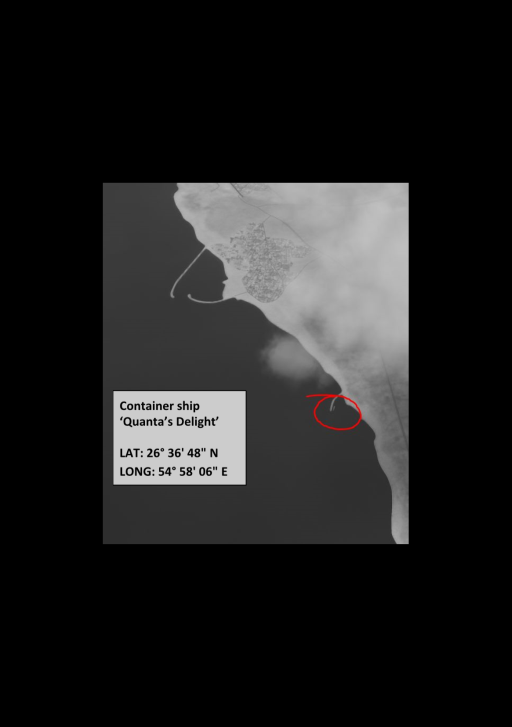 Container ship
‘Quanta’s Delight’
LAT: 26° 36' 48" N
LONG: 54° 58' 06" E